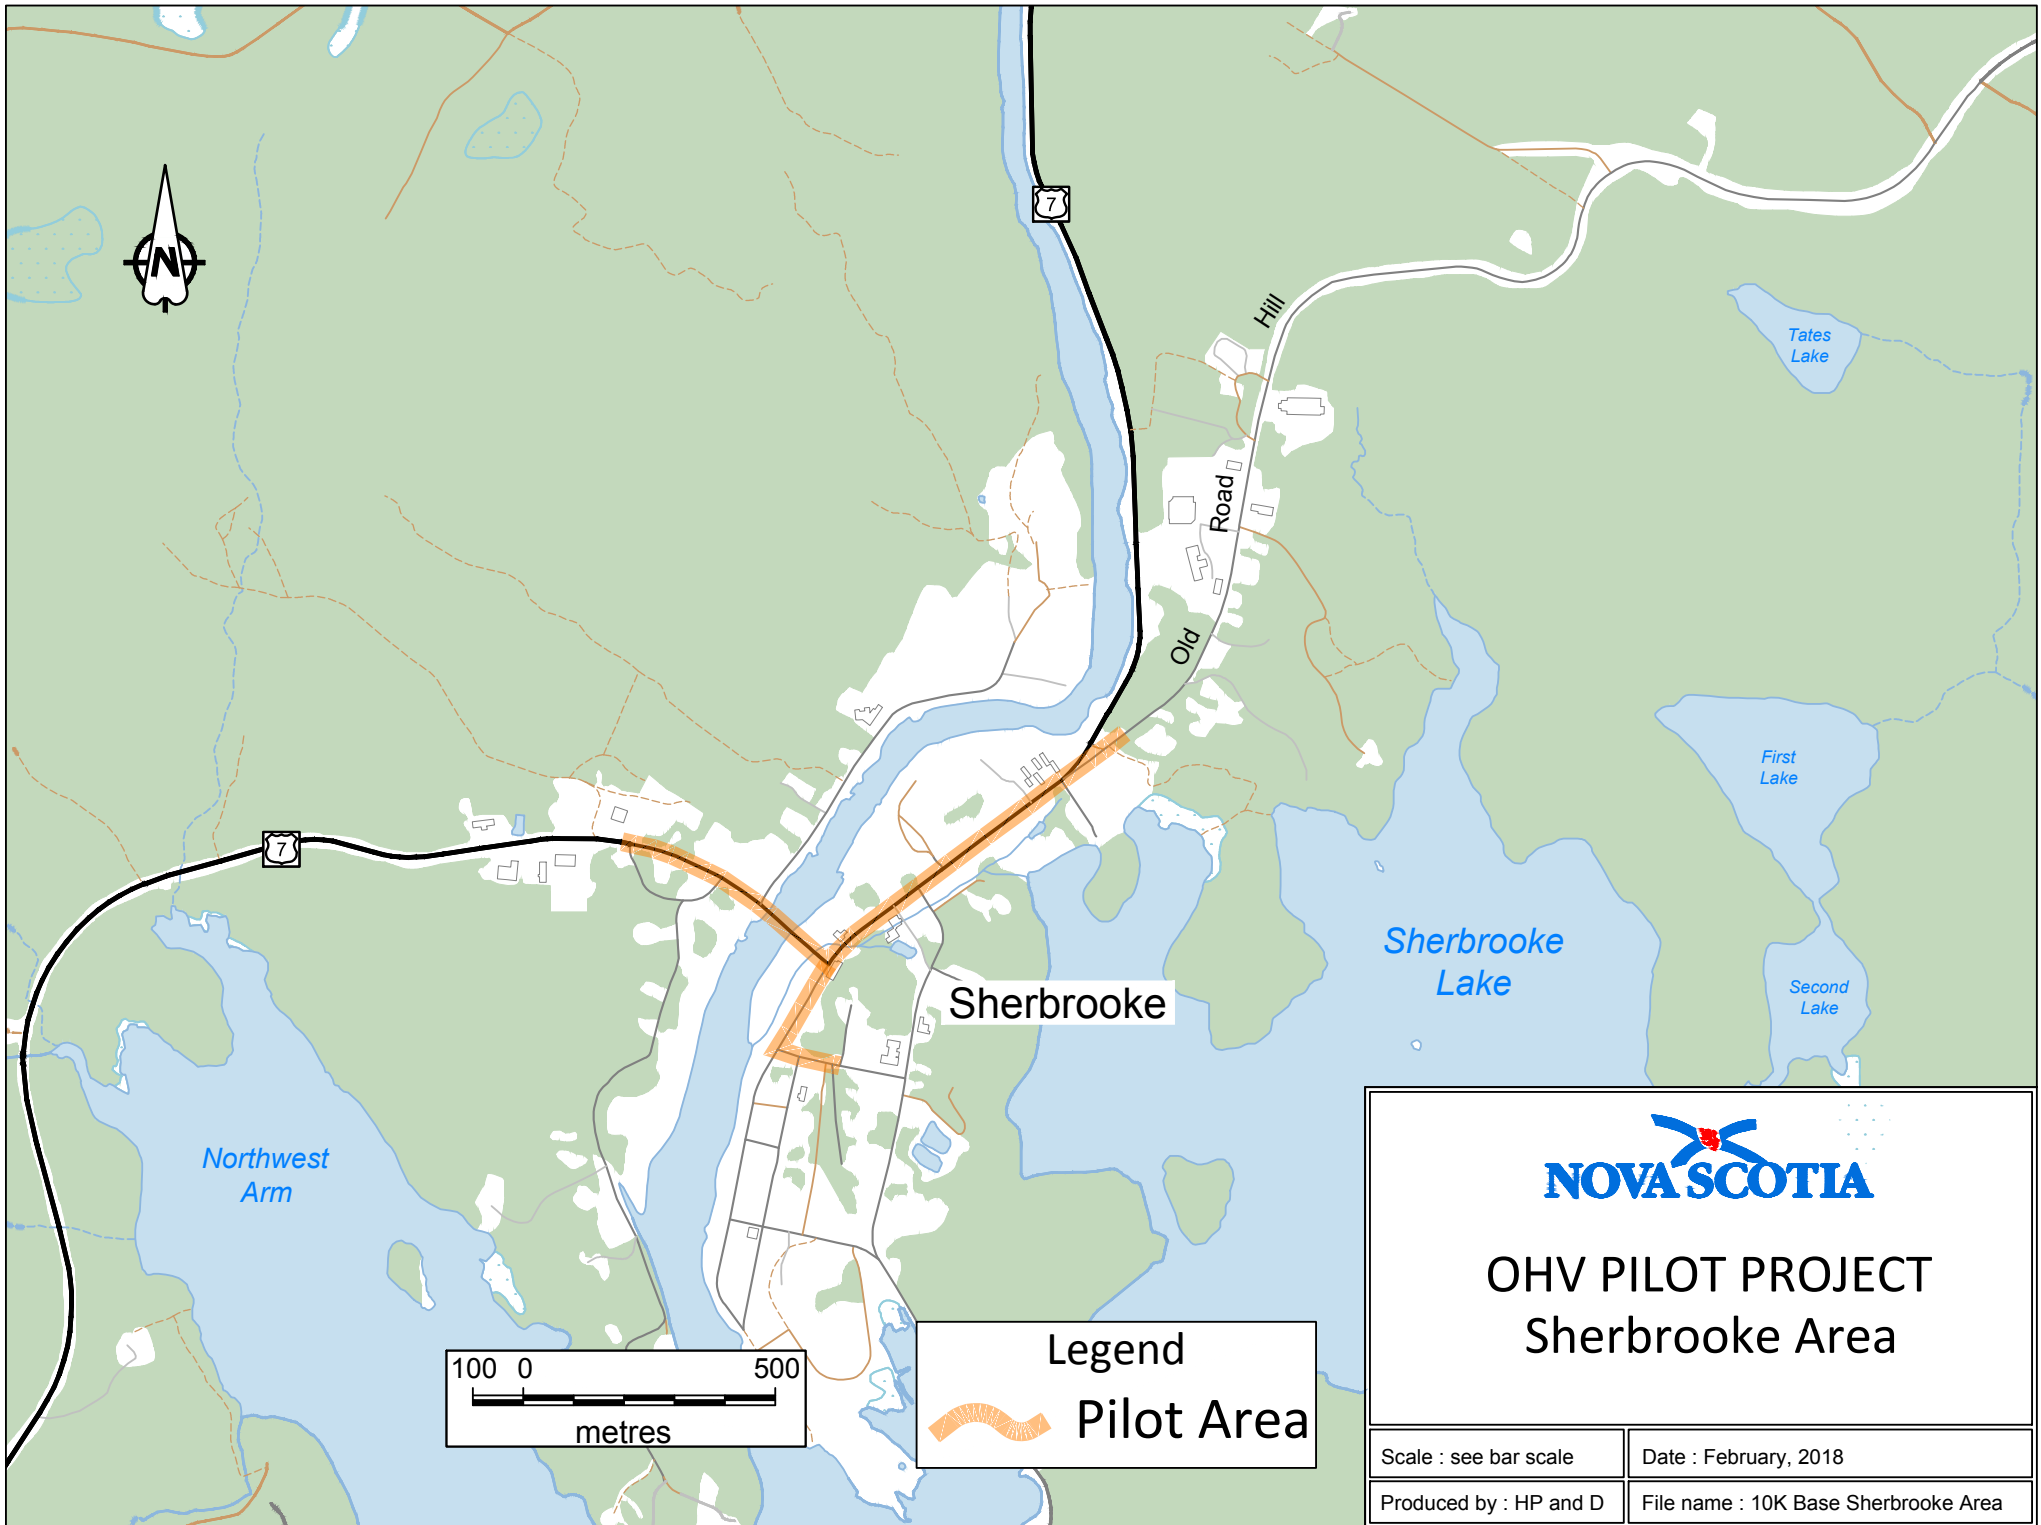 7
N
Hill
Road
Old
Tates
Lake
First
Lake
7
Sherbrooke
Lake
Second
Lake
Sherbrooke
Northwest
Arm
100 0 500
metres
Legend
Pilot Area
NOVA SCOTIA
OHV PILOT PROJECT
Sherbrooke Area
Scale : see bar scale
Date : February, 2018
Produced by : HP and D
File name : 10K Base Sherbrooke Area